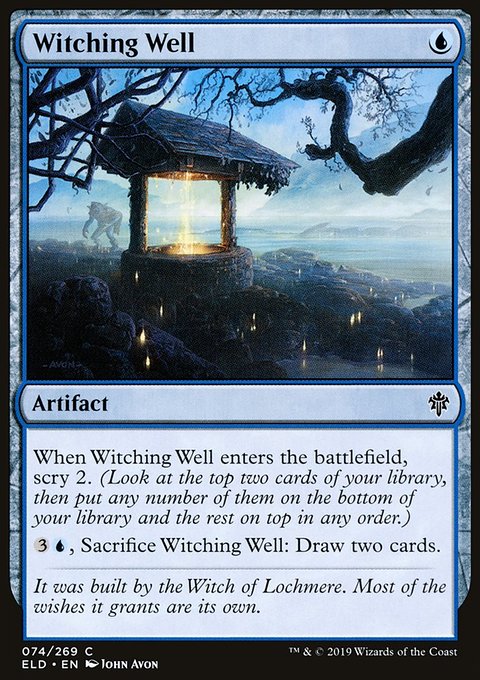 Witching Well
-AVON-
Artifact
When Witching Well enters the battlefield,
scry 2. (Look at the top two cards of your library,
then put any number of them on the bottom of
your library and the rest on top in any order.)
3, Sacrifice Witching Well: Draw two cards.
It was built by the Witch of Lochmere. Most of the
wishes it grants are its own.
074/269 C
™ & © 2019 Wizards of the Coast
ELD • EN John Avon